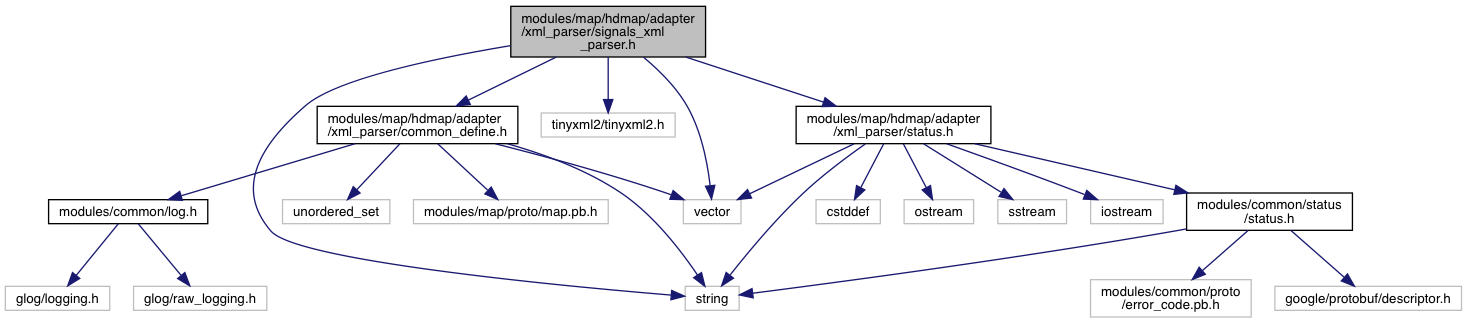 modules/map/hdmap/adapter
/xml_parser/signals_xml
_parser.h
modules/map/hdmap/adapter
/xml_parser/common_define.h
tinyxml2/tinyxml2.h
modules/map/hdmap/adapter
/xml_parser/status.h
modules/common/log.h
unordered_set
modules/map/proto/map.pb.h
vector
cstddef
ostream
sstream
iostream
modules/common/status
/status.h
glog/logging.h
glog/raw_logging.h
string
modules/common/proto
/error_code.pb.h
google/protobuf/descriptor.h